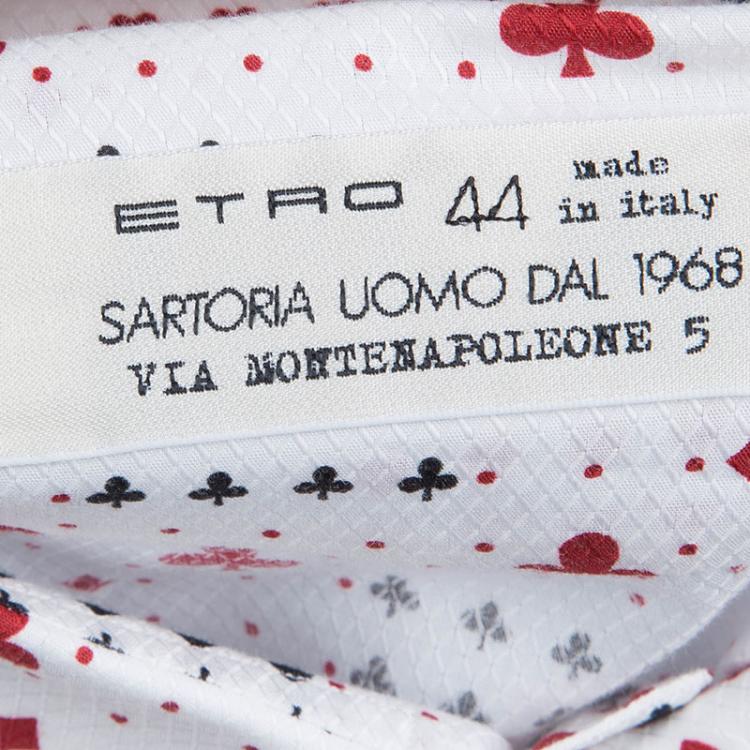 ETRO 44 made
in italy
SARTORIA UOMO DAL 1968
VIA MONTENAPOLEONE 5